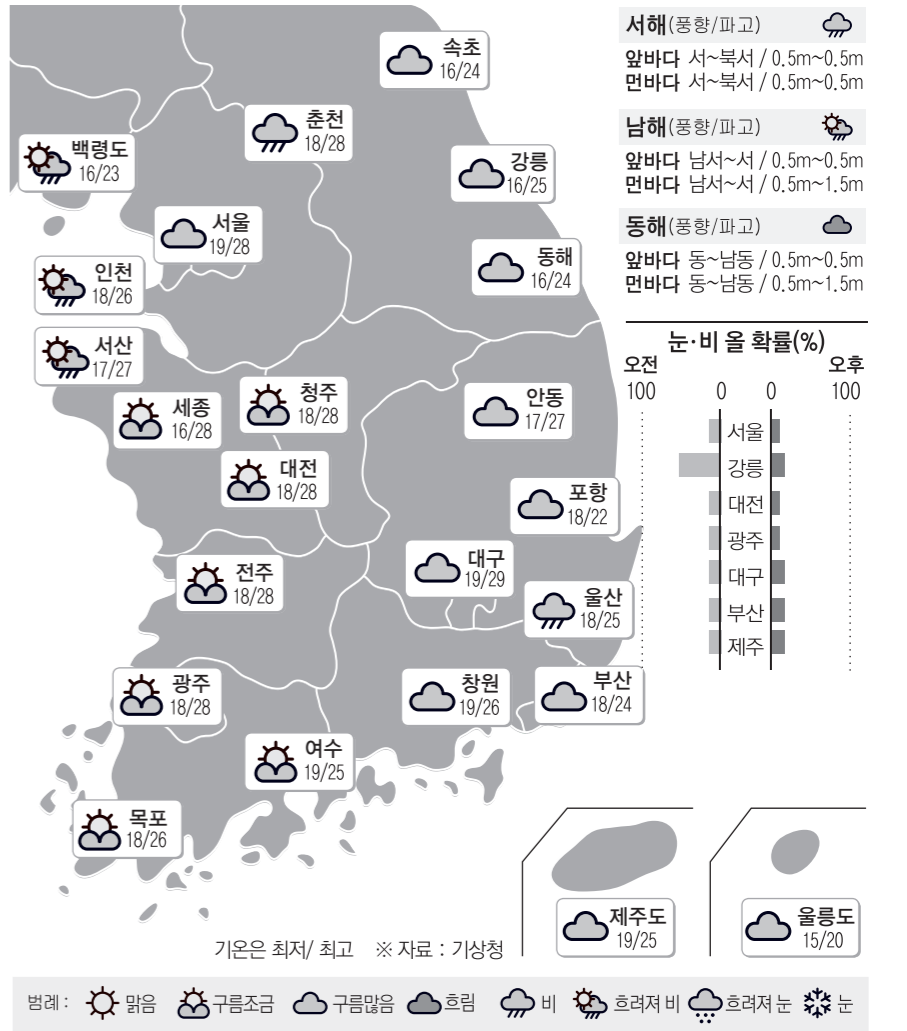 속초
16/24
춘천
18/28
백령도
16/23
강릉
16/25
서울
19/28
동해
16/24
인천
18/26
서산
17/27
세종
16/28
청주
18/28
안동
17/27
대전
18/28
포항
18/22
대구
19/29
전주
18/28
울산
18/25
광주
18/28
창원
19/26
부산
18/24
여수
19/25
목포
18/26
제주도
19/25
울릉도
15/20
서해(풍향/파고)
앞바다 서~북서 / 0.5m~0.5m
먼바다 서~북서 / 0.5m~0.5m
남해(풍향/파고)
앞바다 남서~서 / 0.5m~0.5m
먼바다 남서~서 / 0.5m~1.5m
동해(풍향/파고)
앞바다 동~남동 / 0.5m~0.5m
먼바다 동~남동 / 0.5m~1.5m
눈·비 올 확률(%)
오전 오후
100 0 0 100
서울
강릉
대전
광주
대구
부산
제주
기온은 최저/ 최고 ※ 자료 : 기상청
범례 : 맑음 구름조금 구름많음 흐림 비 흐려져 비 흐려져 눈 눈